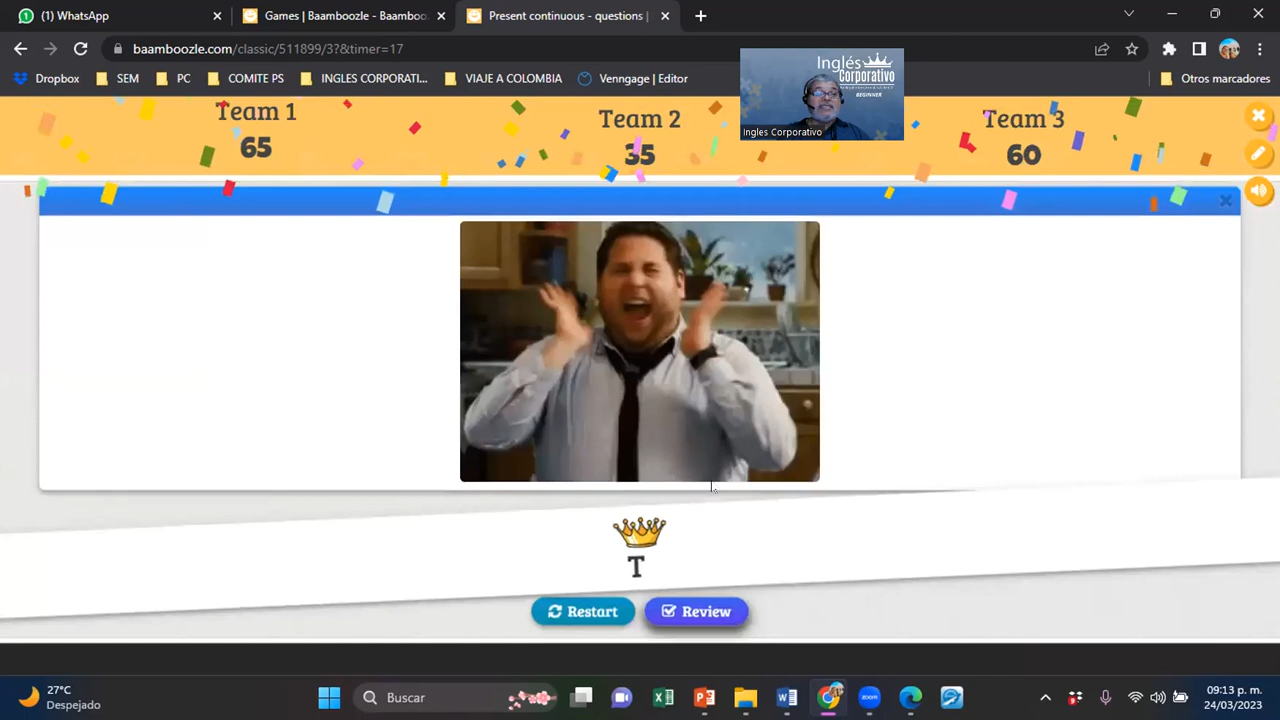 (1) WhatsApp
Games | Baamboozle - Baamboo
Present continuous - questions |
baamboozle.com/classic/511899/3?&timer=17
Dropbox SEM PC COMITE PS INGLES CORPORATI... VIAJE A COLOMBIA Venngage | Editor Otros marcadores
Inglés
Corporativo
BEGINNER
Ingles Corporativo
Team 1
65
Team 2
35
Team 3
60
T
Restart
Review
27°C
Despejado
Buscar
09:13 p. m.
24/03/2023